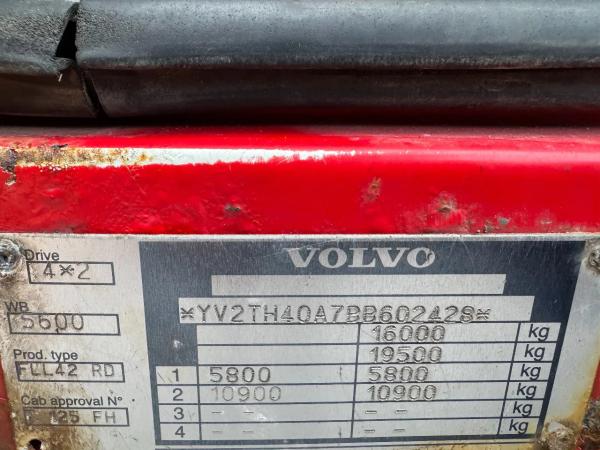 VOLVO
Drive
4*2
WB
5600
Prod. type
FLL42 RD
Cab approval N°
F 125 FH
*YV2TH40A7BB602428*
16000 kg
19500 kg
1 5800 5800 kg
2 10900 10900 kg
3 -- -- kg
4 -- -- kg